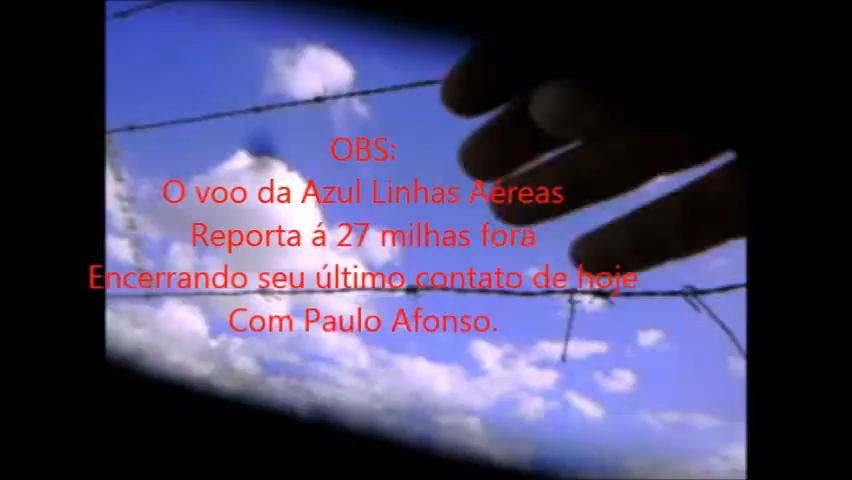 OBS:
O voo da Azul Linhas Aéreas
Reporta á 27 milhas fora
Encerrando seu último contato de hoje
Com Paulo Afonso.